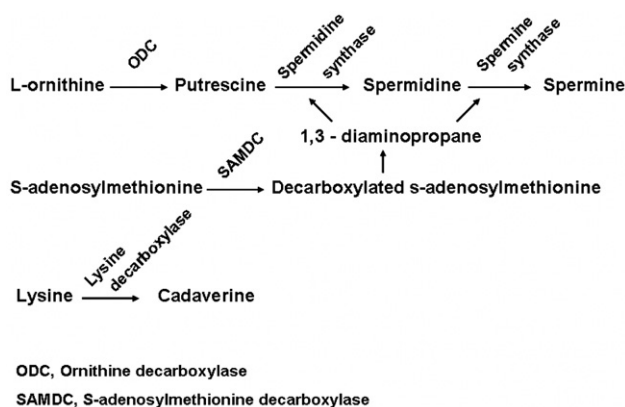 ODC
Spermidine
synthase
Spermine
synthase
L-ornithine
Putrescine
Spermidine
Spermine
1,3 - diaminopropane
SAMDC
S-adenosylmethionine
Decarboxylated s-adenosylmethionine
Lysine
decarboxylase
Lysine
Cadaverine
ODC, Ornithine decarboxylase
SAMDC, S-adenosylmethionine decarboxylase